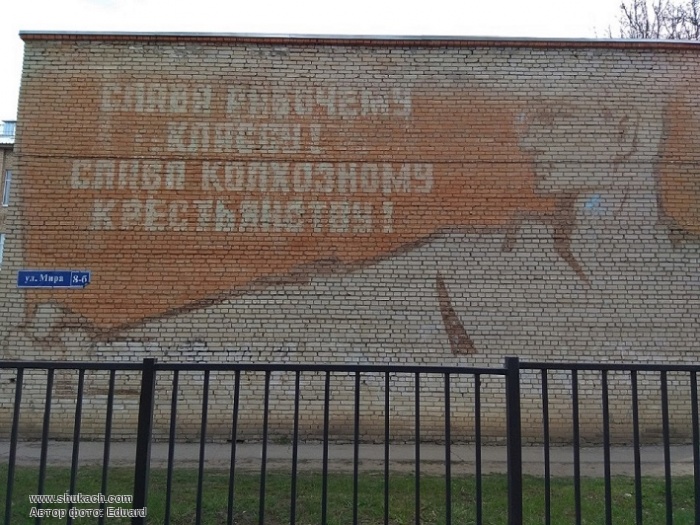 СЛАВА РАБОЧЕМУ
КЛАССУ!
СЛАВА КОЛХОЗНОМУ
КРЕСТЬЯНСТВУ!
ул. Мира 8-б
www.shukach.com
Автор фото: Eduard